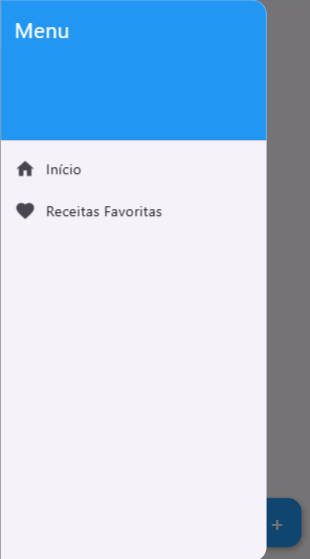 Menu
Início
Receitas Favoritas
+